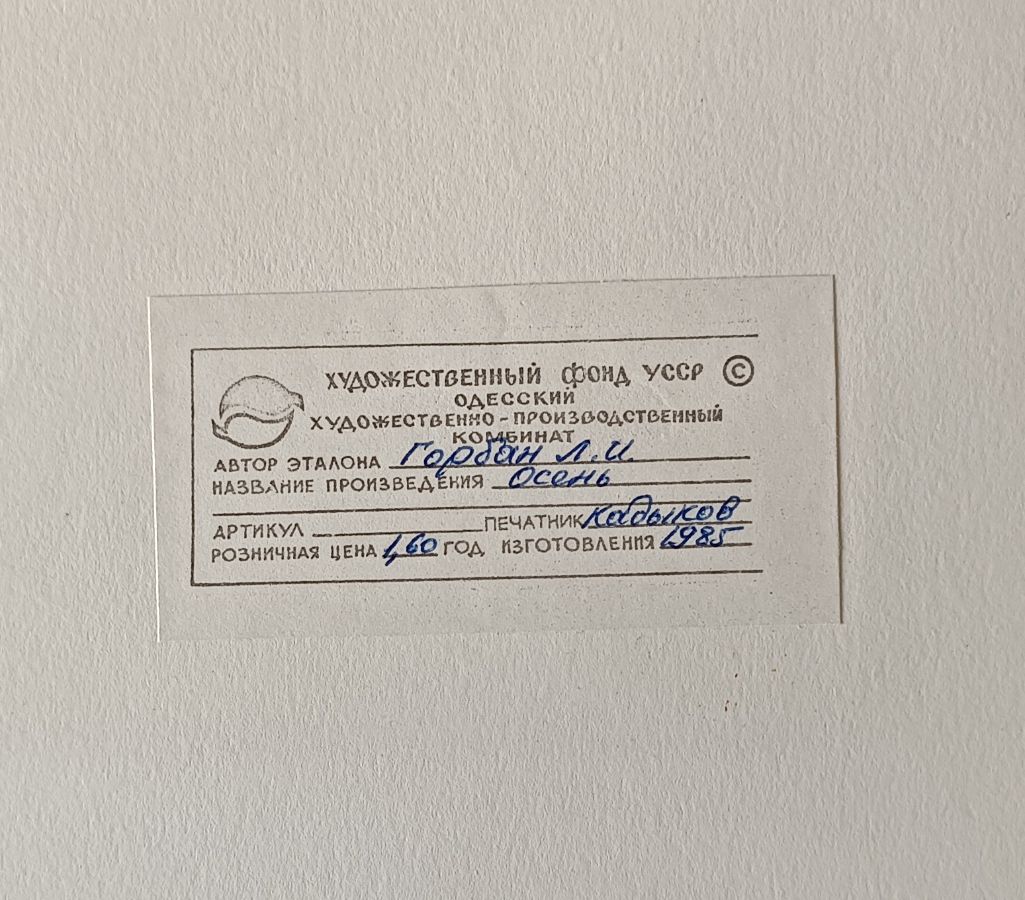 ХУДОЖЕСТВЕННЫЙ ФОНД УССР ©
ОДЕССКИЙ
ХУДОЖЕСТВЕННО-ПРОИЗВОДСТВЕННЫЙ
КОМБИНАТ
АВТОР ЭТАЛОНА Горбан Л.И.
НАЗВАНИЕ ПРОИЗВЕДЕНИЯ Осень
АРТИКУЛ ПЕЧАТНИК Кадыков
РОЗНИЧНАЯ ЦЕНА 1,60 ГОД ИЗГОТОВЛЕНИЯ 1985